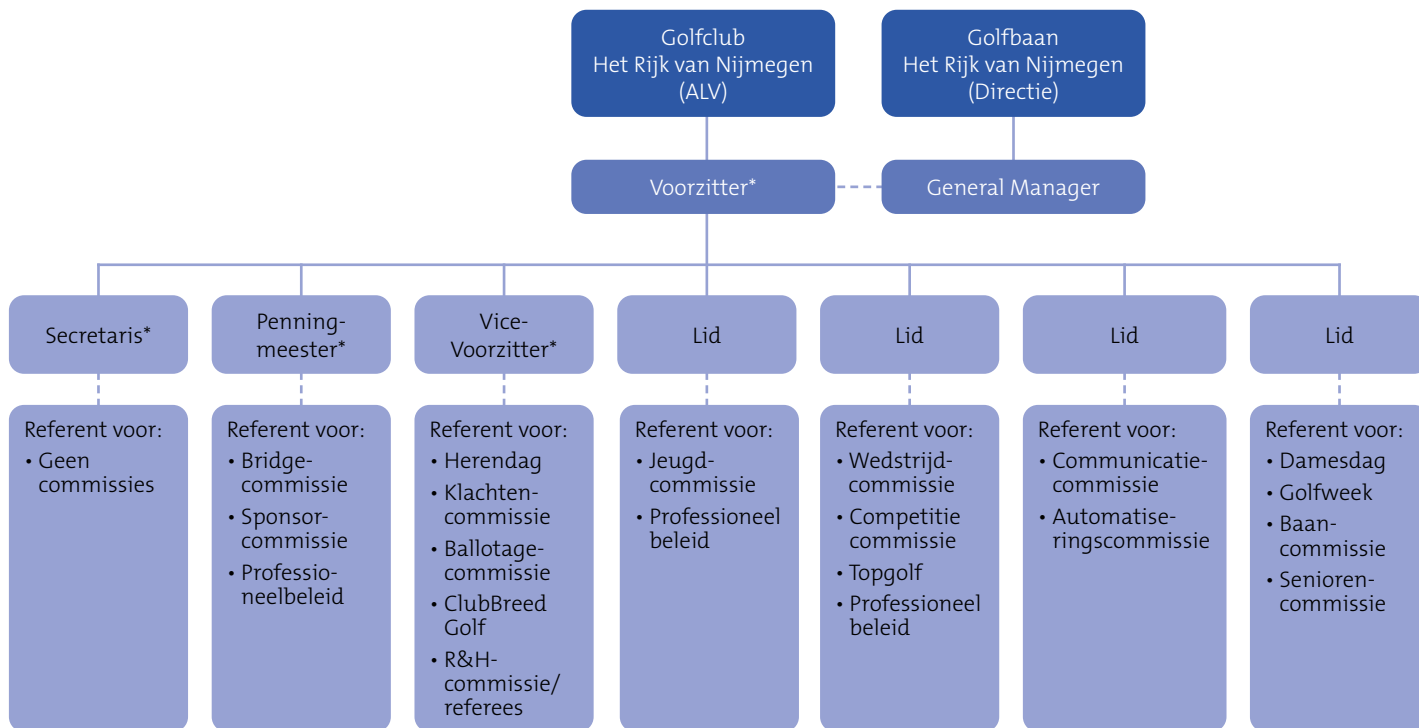 Golfclub
Het Rijk van Nijmegen
(ALV)
Golfbaan
Het Rijk van Nijmegen
(Directie)
Voorzitter*
General Manager
Secretaris*
Penning-
meester*
Vice-
Voorzitter*
Lid
Lid
Lid
Lid
Referent voor:
• Geen
commissies
Referent voor:
• Bridge-
commissie
• Sponsor-
commissie
• Professio-
neelbeleid
Referent voor:
• Herendag
• Klachten-
commissie
• Ballotage-
commissie
• ClubBreed
Golf
• R&H-
commissie/
referees
Referent voor:
• Jeugd-
commissie
• Professioneel
beleid
Referent voor:
• Wedstrijd-
commissie
• Competitie
commissie
• Topgolf
• Professioneel
beleid
Referent voor:
• Communicatie-
commissie
• Automatise-
ringscommissie
Referent voor:
• Damesdag
• Golfweek
• Baan-
commissie
• Senioren-
commissie